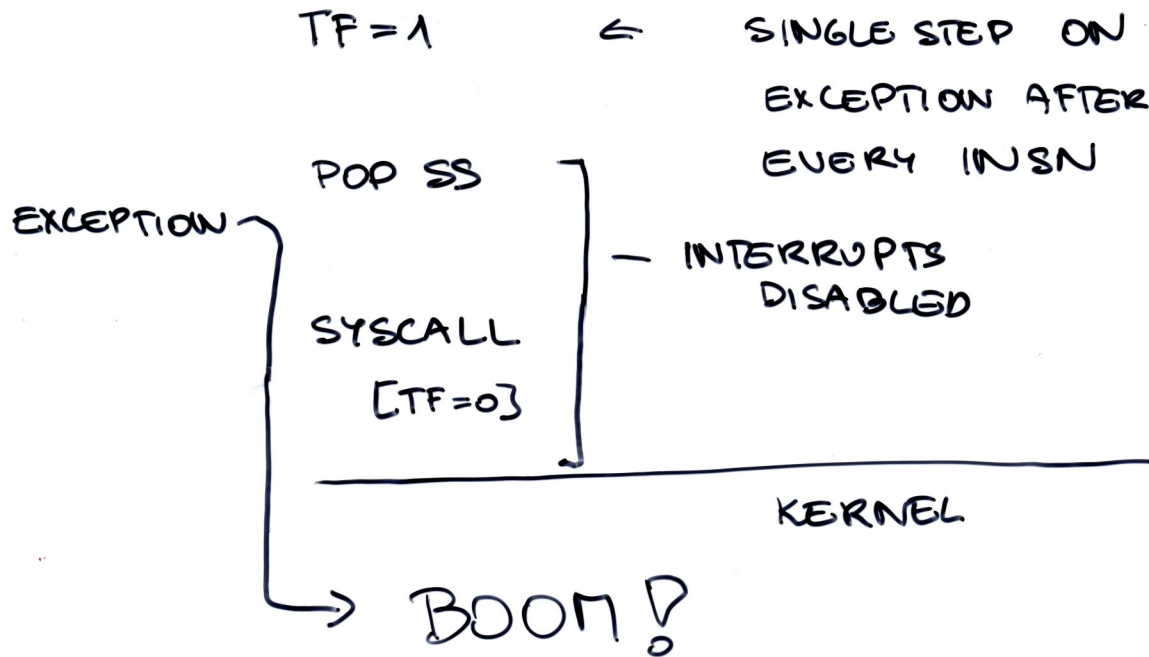 TF=1 ← SINGLE STEP ON
EXCEPTION AFTER
EVERY INSN
POP SS
EXCEPTION
INTERRUPTS
DISABLED
SYSCALL
[TF=0]
KERNEL
BOOM!